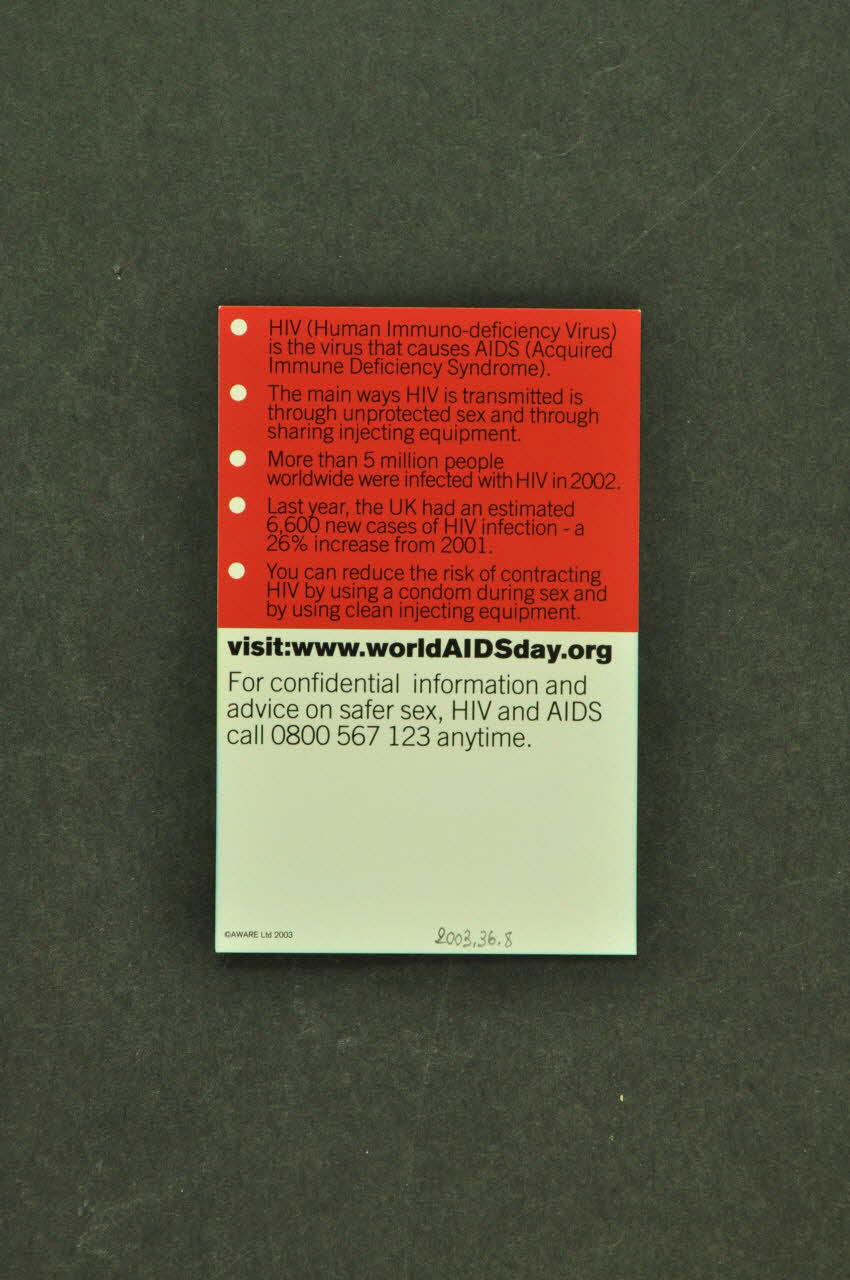 HIV (Human Immuno-deficiency Virus)
is the virus that causes AIDS (Acquired
Immune Deficiency Syndrome).
The main ways HIV is transmitted is
through unprotected sex and through
sharing injecting equipment.
More than 5 million people
worldwide were infected with HIV in 2002.
Last year, the UK had an estimated
6,600 new cases of HIV infection - a
26% increase from 2001.
You can reduce the risk of contracting
HIV by using a condom during sex and
by using clean injecting equipment.
visit:www.worldAIDSday.org
For confidential information and
advice on safer sex, HIV and AIDS
call 0800 567 123 anytime.
©AWARE Ltd 2003
2003.36.8